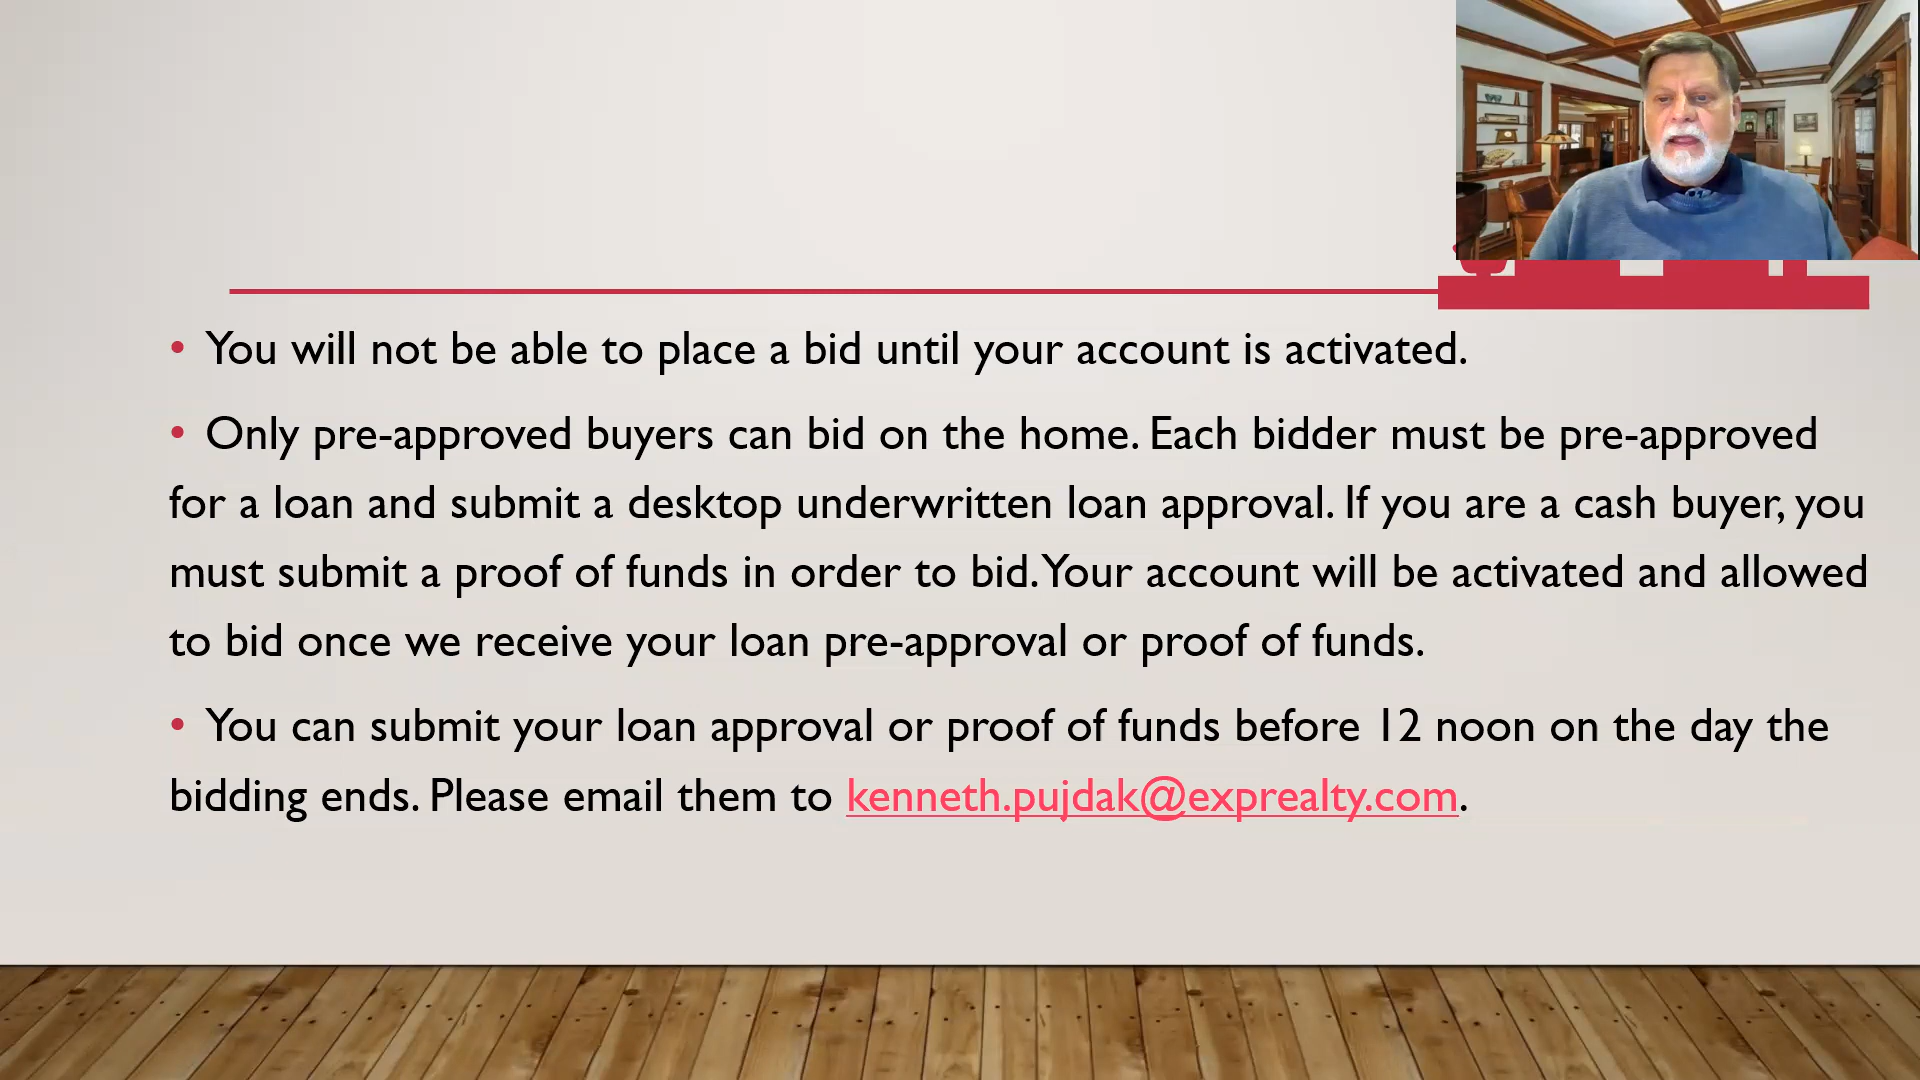 • You will not be able to place a bid until your account is activated.
• Only pre-approved buyers can bid on the home. Each bidder must be pre-approved
for a loan and submit a desktop underwritten loan approval. If you are a cash buyer, you
must submit a proof of funds in order to bid. Your account will be activated and allowed
to bid once we receive your loan pre-approval or proof of funds.
• You can submit your loan approval or proof of funds before 12 noon on the day the
bidding ends. Please email them to kenneth.pujdak@exprealty.com.